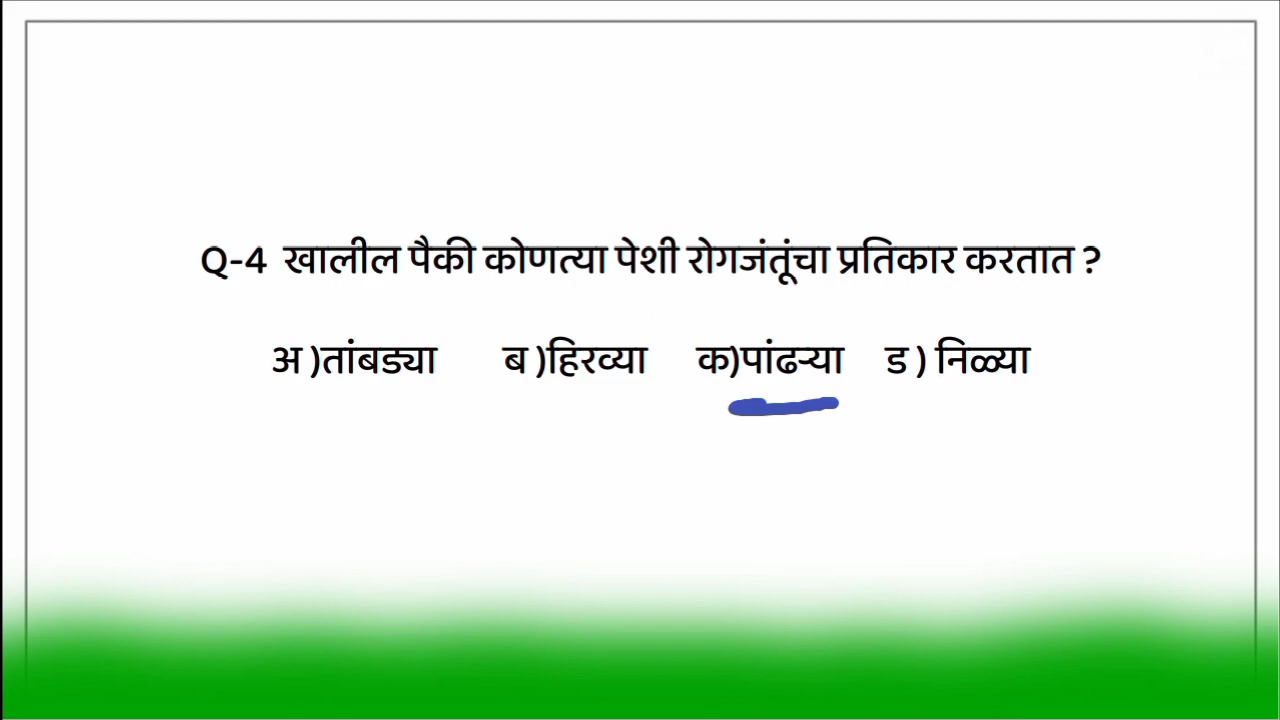 Q-4 खालील पैकी कोणत्या पेशी रोगजंतूंचा प्रतिकार करतात ?
अ )तांबड्या ब )हिरव्या क)पांढऱ्या ड ) निळ्या